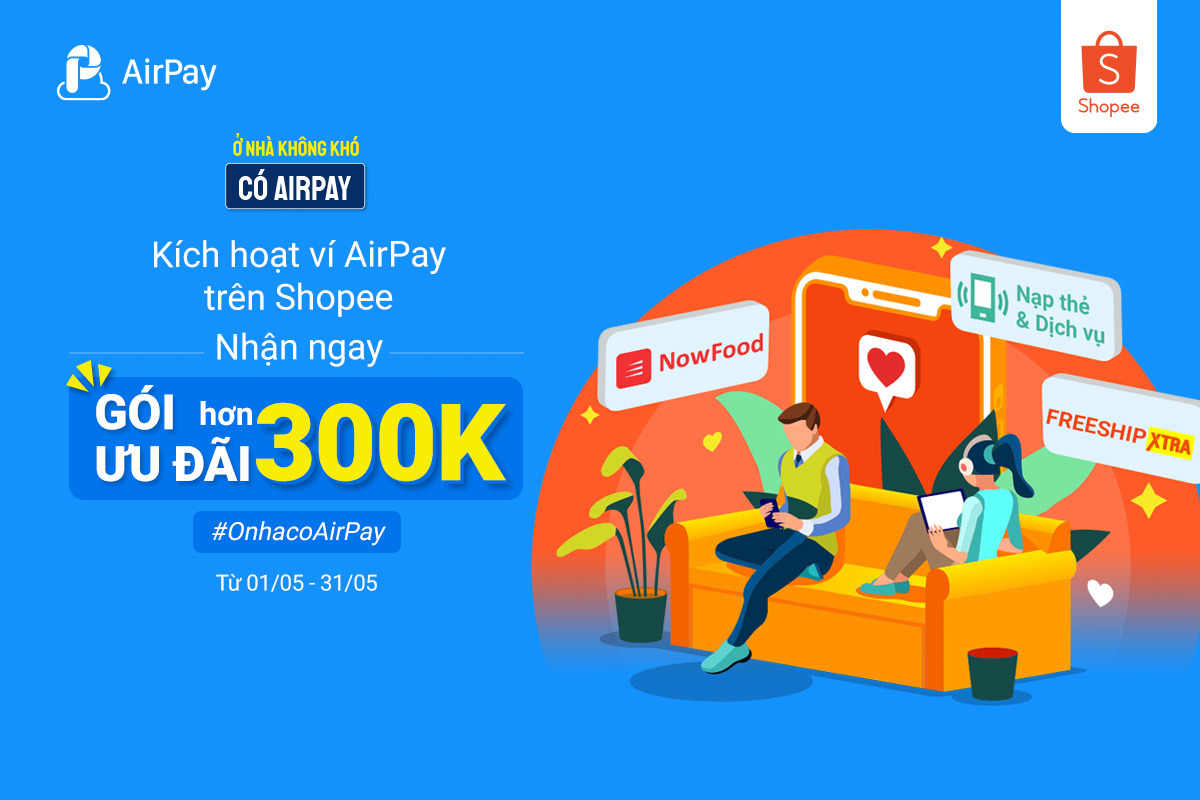 AirPay
Shopee
Ở NHÀ KHÔNG KHÓ
CÓ AIRPAY
Kích hoạt ví AirPay
trên Shopee
Nhận ngay
GÓI
ƯU ĐÃI
hơn
300K
#OnhacoAirPay
Từ 01/05 - 31/05
NowFood
Nạp thẻ
& Dịch vụ
FREESHIP XTRA